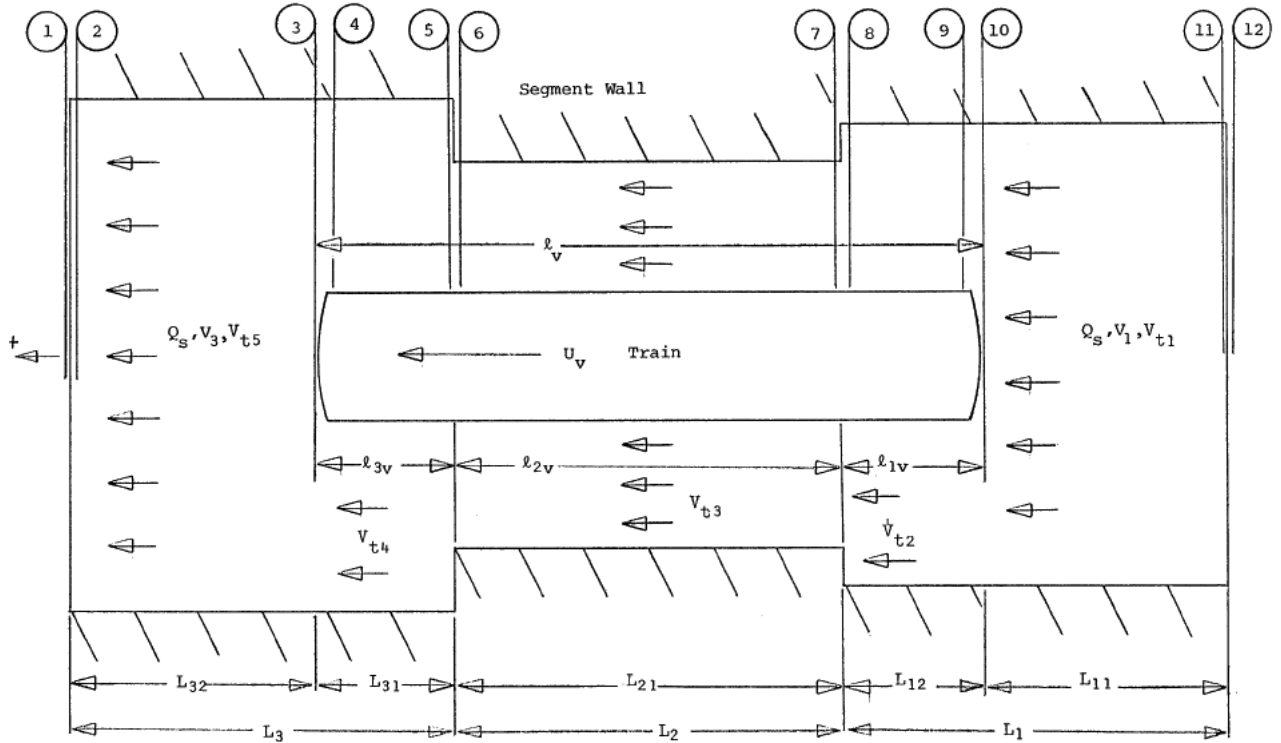 1 2 3 4 5 6 7 8 9 10 11 12
Segment Wall
ℓv
+
Qs,V3,Vt5
Uv Train
Qs,V1,Vt1
ℓ3v ℓ2v ℓ1v
Vt4
Vt3
Vt2
L32 L31 L21 L12 L11
L3 L2 L1